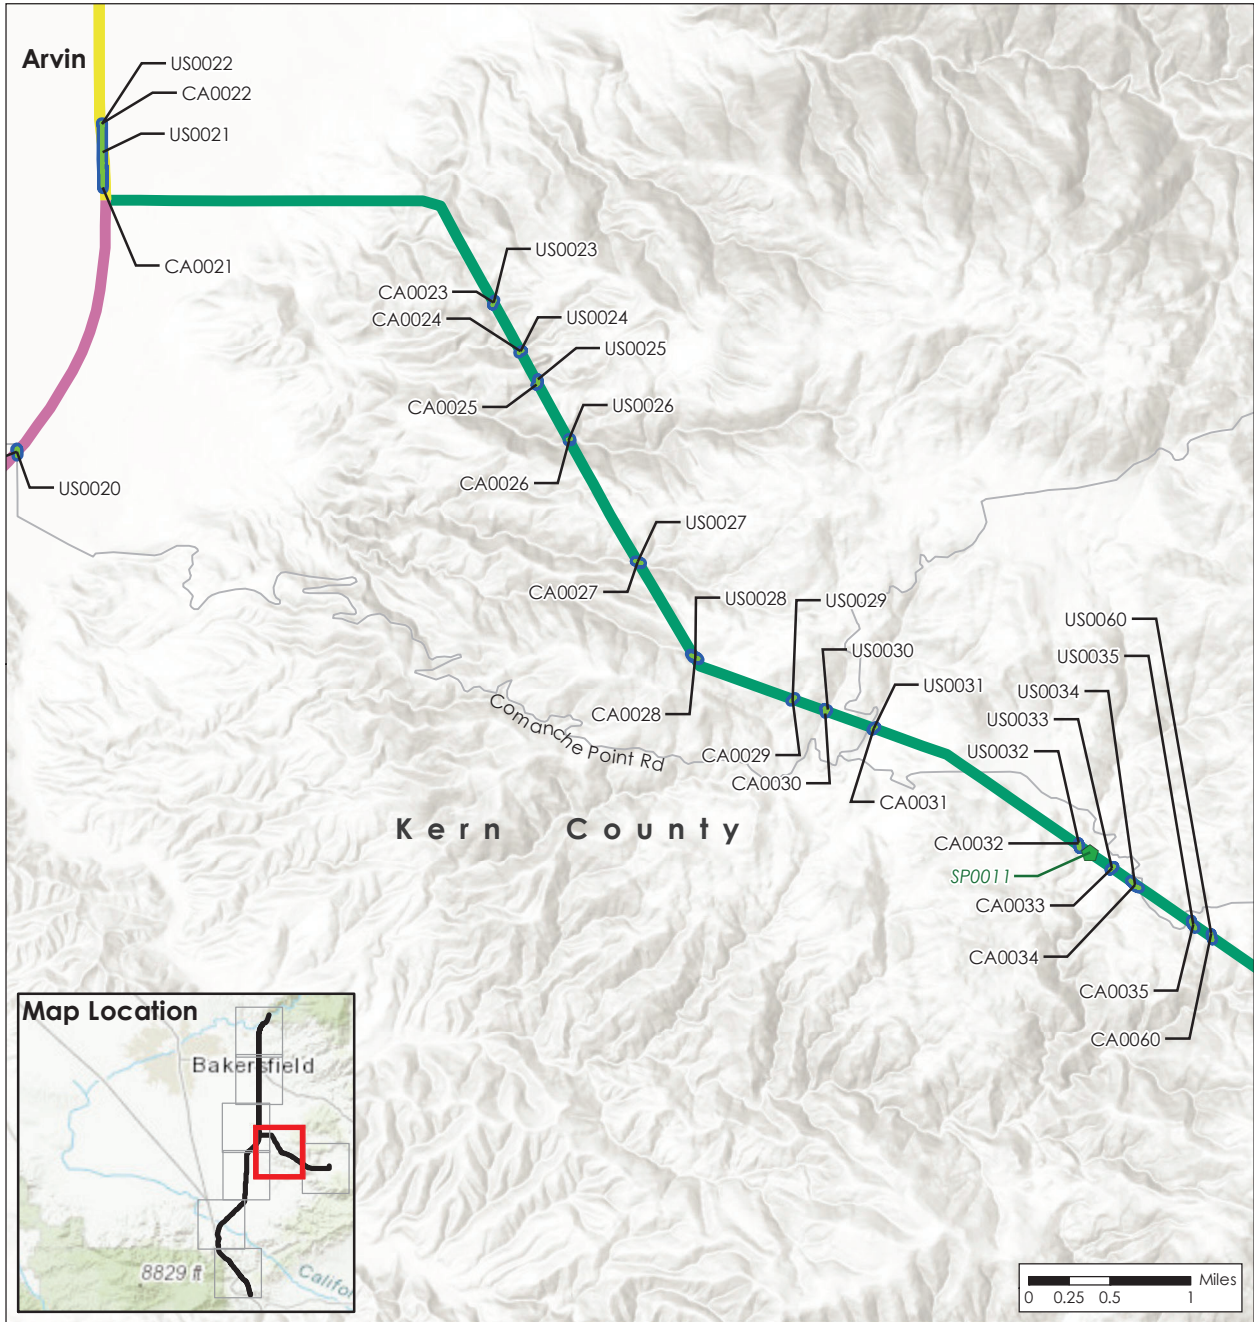 Arvin
US0022
CA0022
US0021
CA0021
US0023
CA0023
CA0024
US0024
US0025
CA0025
US0026
CA0026
US0020
US0027
CA0027
US0028
US0029
US0030
US0031
CA0028
Comanche Point Rd
CA0029
CA0030
CA0031
US0060
US0035
US0034
US0033
US0032
Kern County
CA0032
SP0011
CA0033
CA0034
CA0035
CA0060
Map Location
Bakersfield
8829 ft
Califo
Miles
0 0.25 0.5 1